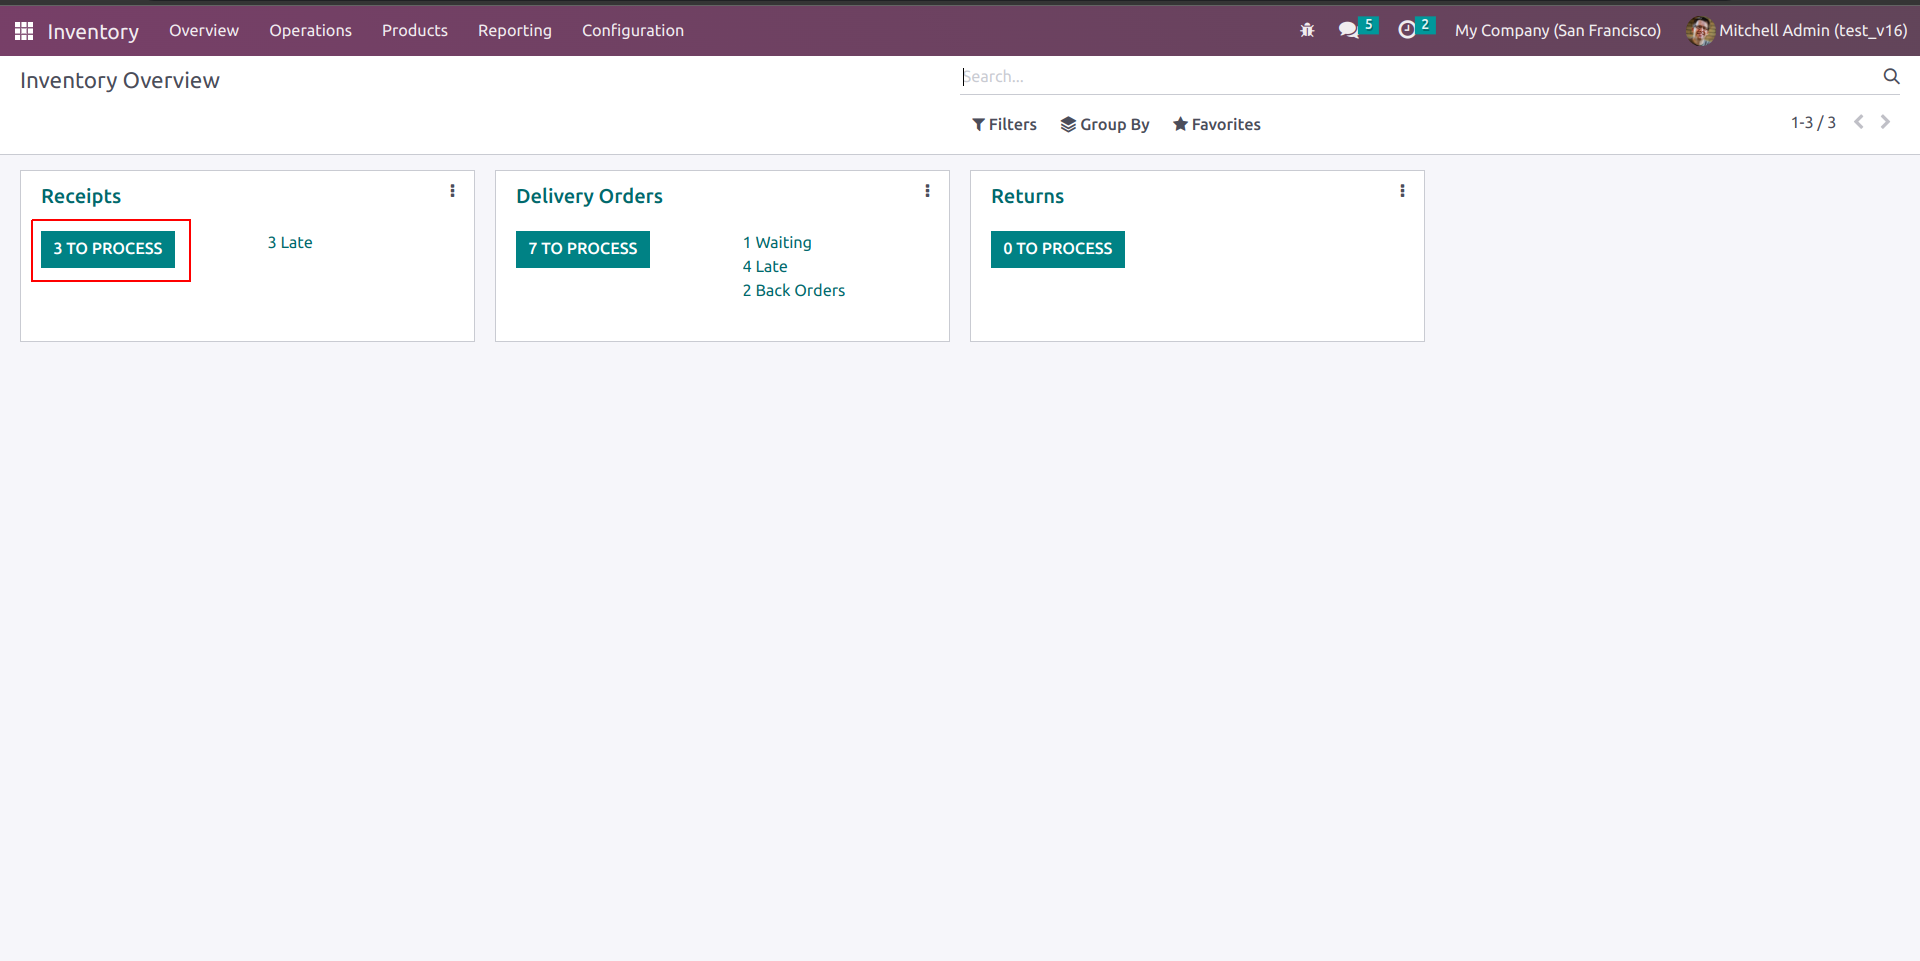 Inventory Overview Operations Products Reporting Configuration 5 2 My Company (San Francisco) Mitchell Admin (test_v16)
Inventory Overview
Search...
Filters Group By Favorites 1-3 / 3
Receipts
3 TO PROCESS
3 Late
Delivery Orders
7 TO PROCESS
1 Waiting
4 Late
2 Back Orders
Returns
0 TO PROCESS